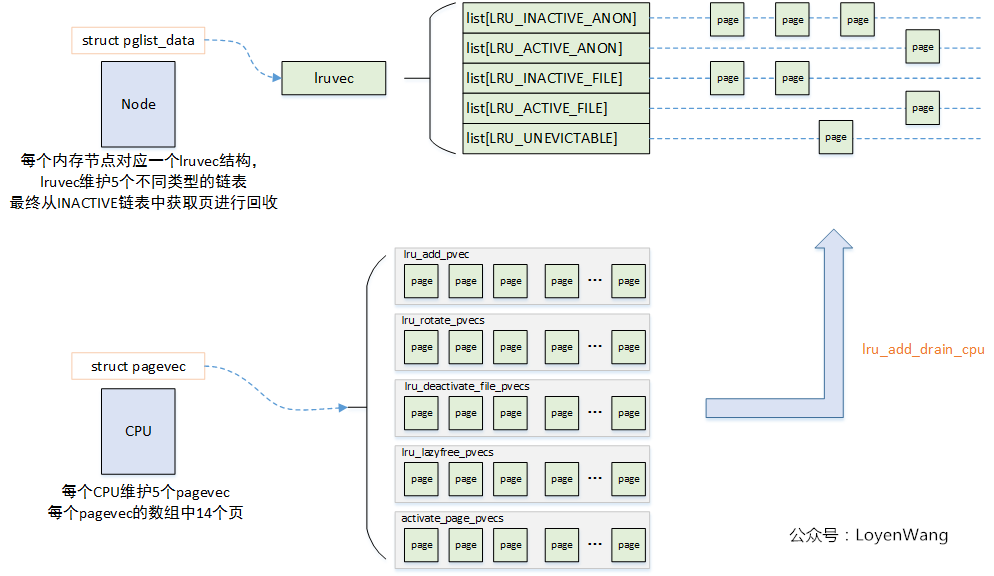 struct pglist_data
Node
每个内存节点对应一个lruvec结构，
lruvec维护5个不同类型的链表
最终从INACTIVE链表中获取页进行回收
lruvec
list[LRU_INACTIVE_ANON]
page
page
page
list[LRU_ACTIVE_ANON]
page
list[LRU_INACTIVE_FILE]
page
page
list[LRU_ACTIVE_FILE]
page
list[LRU_UNEVICTABLE]
page
struct pagevec
CPU
每个CPU维护5个pagevec
每个pagevec的数组中14个页
lru_add_pvec
page page page page ... page
lru_rotate_pvecs
page page page page ... page
lru_deactivate_file_pvecs
page page page page ... page
lru_lazyfree_pvecs
page page page page ... page
activate_page_pvecs
page page page page ... page
lru_add_drain_cpu
公众号：LoyenWang